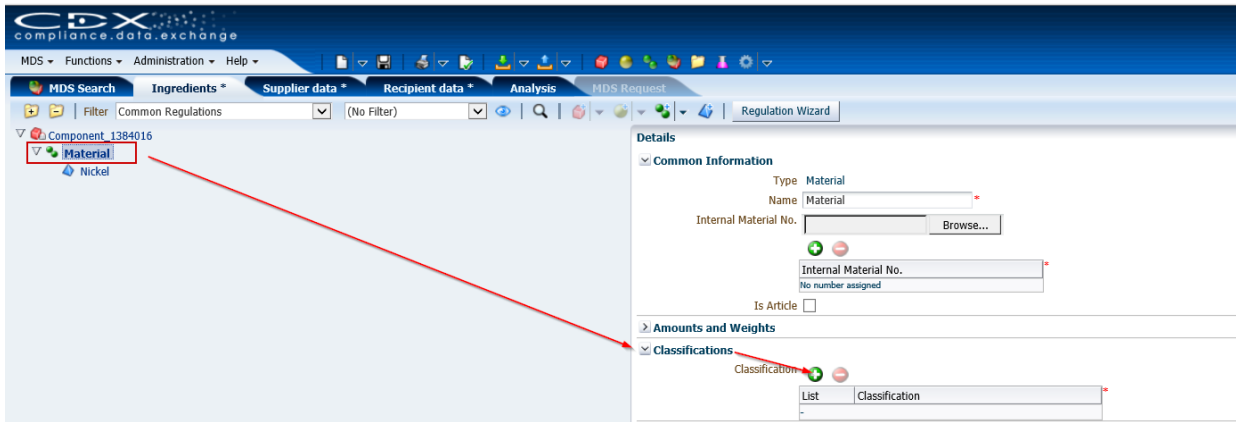 CDX
compliance.data.exchange
MDS Functions Administration Help
MDS Search Ingredients * Supplier data * Recipient data * Analysis MDS Request
Filter Common Regulations (No Filter) Regulation Wizard
Component_1384016
Material
Nickel
Details
Common Information
Type Material
Name Material *
Internal Material No. Browse...
Internal Material No. *
No number assigned
Is Article
Amounts and Weights
Classifications
Classification
List Classification *
-